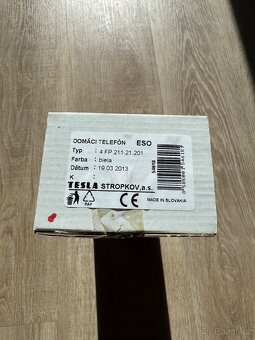 DOMÁCI TELEFÓN ESO
Typ : 4 FP 211 21 201
Farba : biela
Dátum : 19.03.2013
K :
TESLA STROPKOV, a.s.
PAP
CE
MADE IN SLOVAKIA